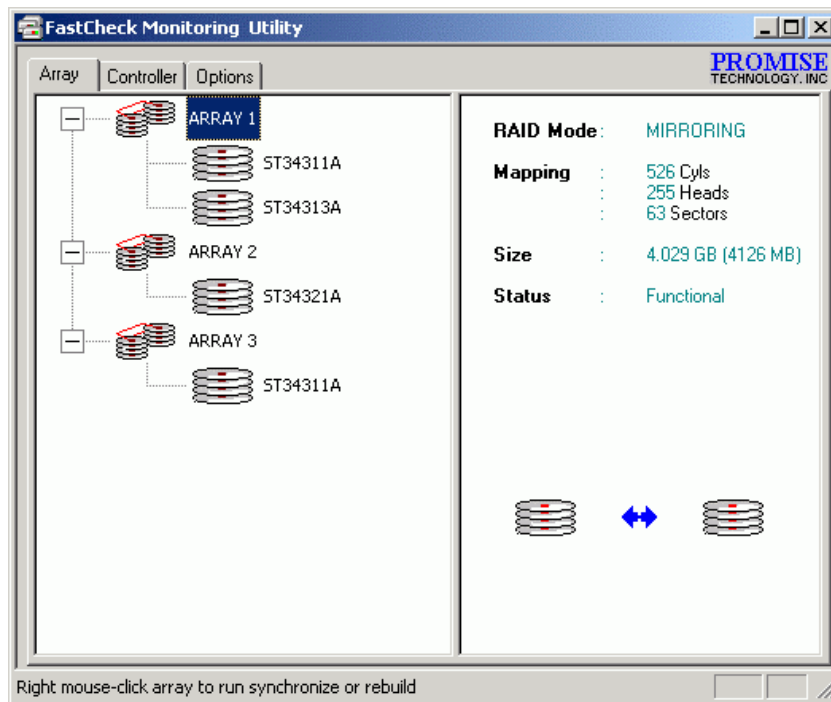 FastCheck Monitoring Utility
Array Controller Options
PROMISE
TECHNOLOGY, INC
ARRAY 1
ST34311A
ST34313A
ARRAY 2
ST34321A
ARRAY 3
ST34311A
RAID Mode : MIRRORING
Mapping : 526 Cyls
: 255 Heads
: 63 Sectors
Size : 4.029 GB (4126 MB)
Status : Functional
Right mouse-click array to run synchronize or rebuild